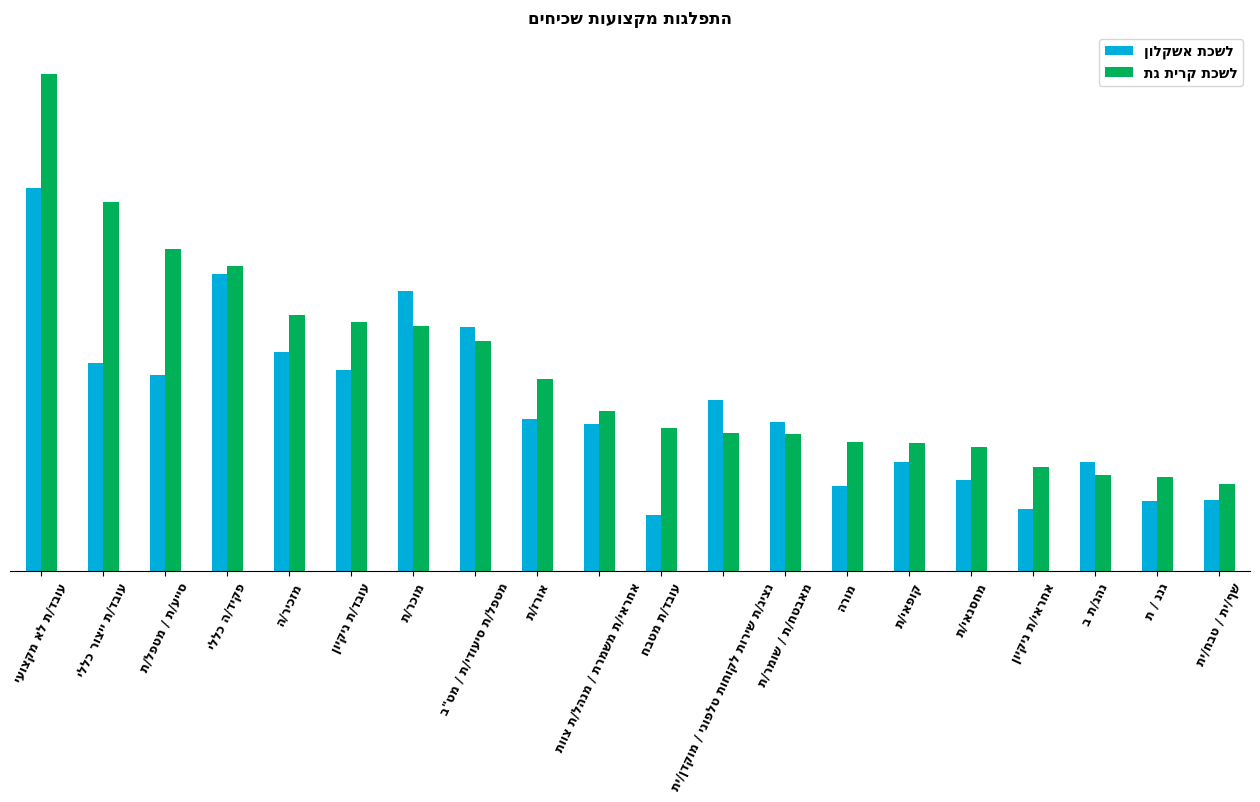 התפלגות מקצועות שכיחים
לשכת אשקלון
לשכת קרית גת
עובד/ת לא מקצועי
עובד/ת ייצור כללי
סייע/ת / מטפל/ת
פקיד/ה כללי
מזכיר/ה
עובד/ת ניקיון
מוכר/ת
מטפל/ת סיעודי/ת / מט"ב
אורז/ת
אחראי/ת משמרת / מנהל/ת צוות
עובד/ת מטבח
נציג/ת שירות לקוחות טלפוני / מוקדן/ית
מאבטח/ת / שומר/ת
מורה
קופאי/ת
מחסנאי/ת
אחראי/ת ניקיון
נהג/ת ב
גנן / ת
שף/ית / טבח/ית